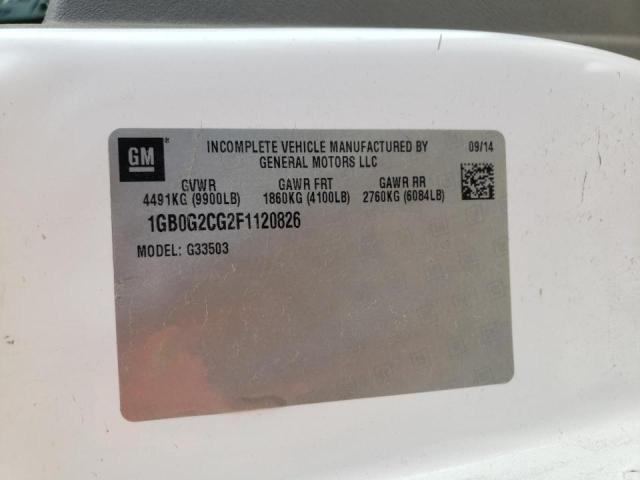 GM
INCOMPLETE VEHICLE MANUFACTURED BY
GENERAL MOTORS LLC
09/14
GVWR GAWR FRT GAWR RR
4491KG (9900LB) 1860KG (4100LB) 2760KG (6084LB)
1GB0G2CG2F1120826
MODEL: G33503